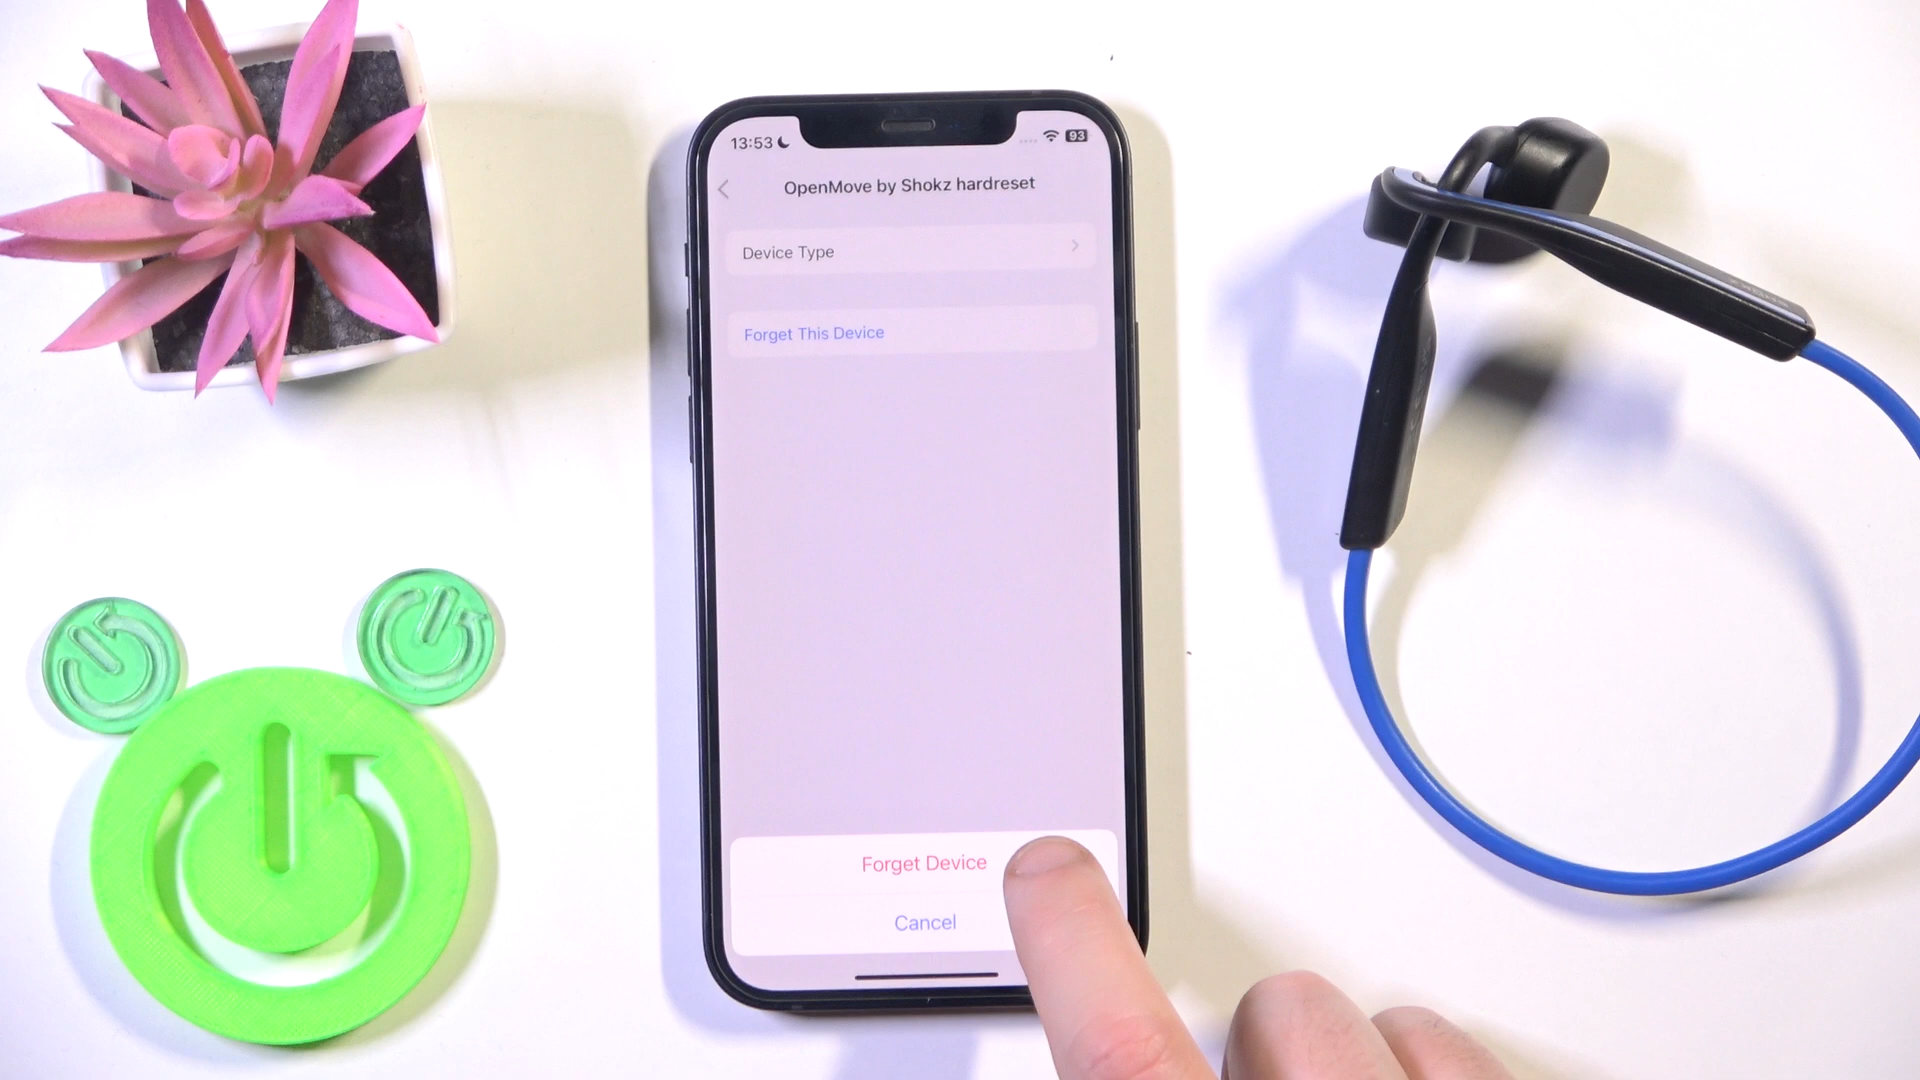 13:53
93
OpenMove by Shokz hardreset
Device Type
Forget This Device
Forget Device
Cancel